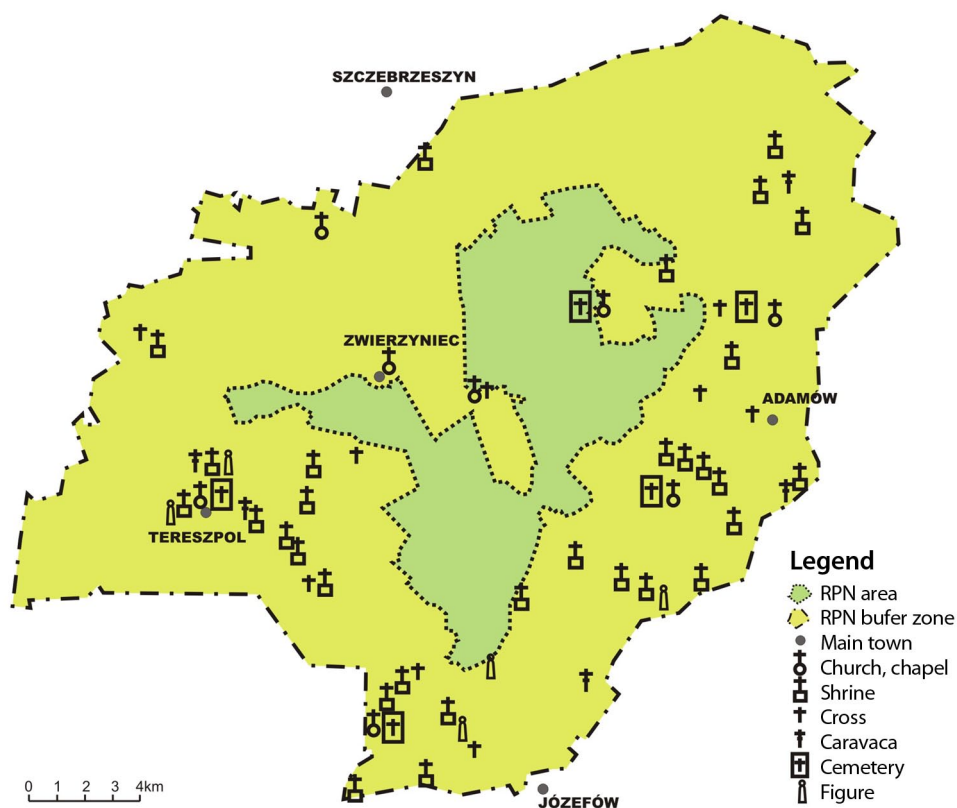 SZCZEBRZESZYN
ZWIERZYNIEC
ADAMÓW
TERESZPOL
Legend
RPN area
RPN bufer zone
Main town
Church, chapel
Shrine
Cross
Caravaca
Cemetery
Figure
0 1 2 3 4km
JÓZEFÓW